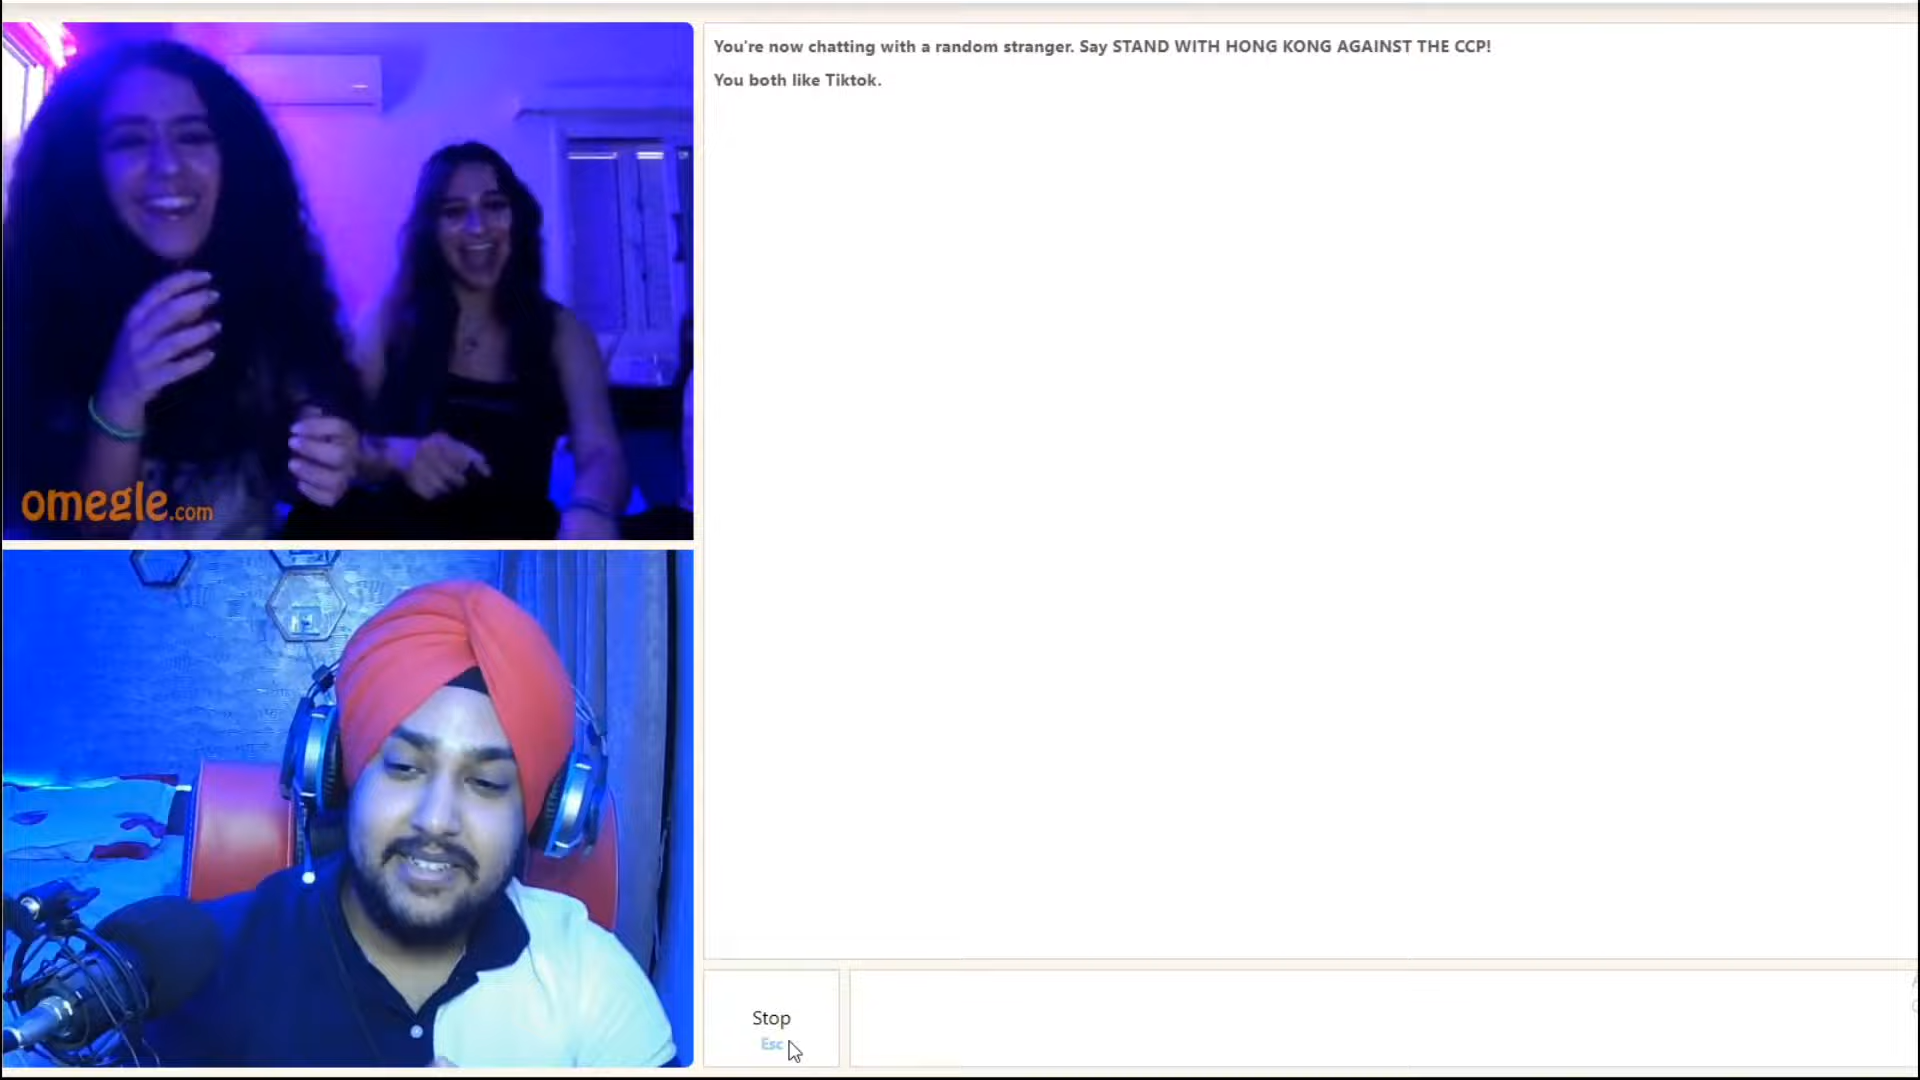 You're now chatting with a random stranger. Say STAND WITH HONG KONG AGAINST THE CCP!
You both like Tiktok.
omegle.com
Stop
Esc